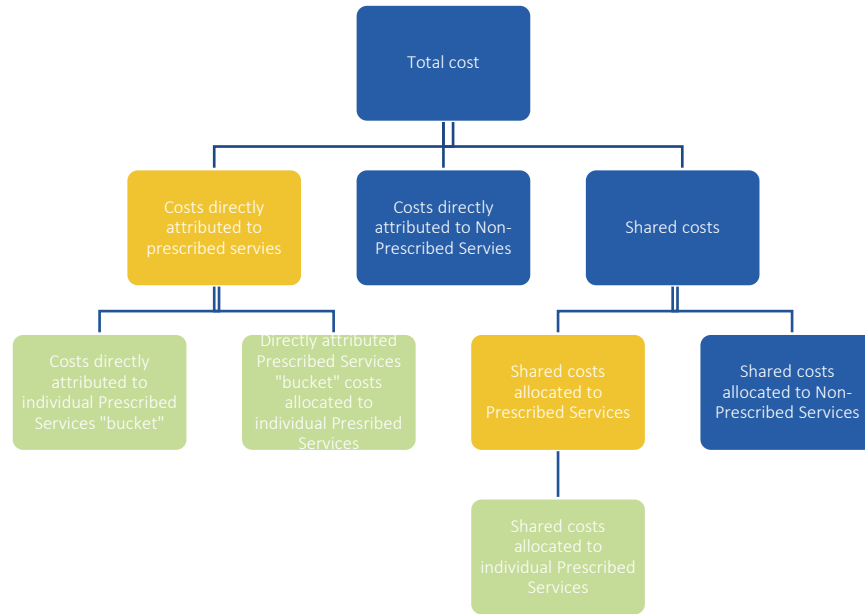 Total cost
Costs directly
attributed to
prescribed servies
Costs directly
attributed to Non-
Prescribed Servies
Shared costs
Costs directly
attributed to
individual Prescribed
Services "bucket"
Directly attributed
Prescribed Services
"bucket" costs
allocated to
individual Presribed
Services
Shared costs
allocated to
Prescribed Services
Shared costs
allocated to Non-
Prescribed Services
Shared costs
allocated to
individual Prescribed
Services